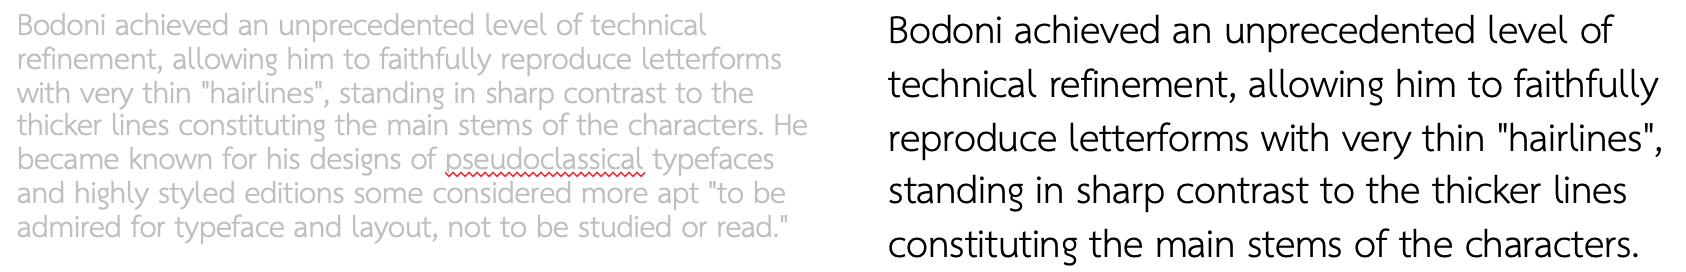 Bodoni achieved an unprecedented level of technical
refinement, allowing him to faithfully reproduce letterforms
with very thin "hairlines", standing in sharp contrast to the
thicker lines constituting the main stems of the characters. He
became known for his designs of pseudoclassical typefaces
and highly styled editions some considered more apt "to be
admired for typeface and layout, not to be studied or read."
Bodoni achieved an unprecedented level of
technical refinement, allowing him to faithfully
reproduce letterforms with very thin "hairlines",
standing in sharp contrast to the thicker lines
constituting the main stems of the characters.